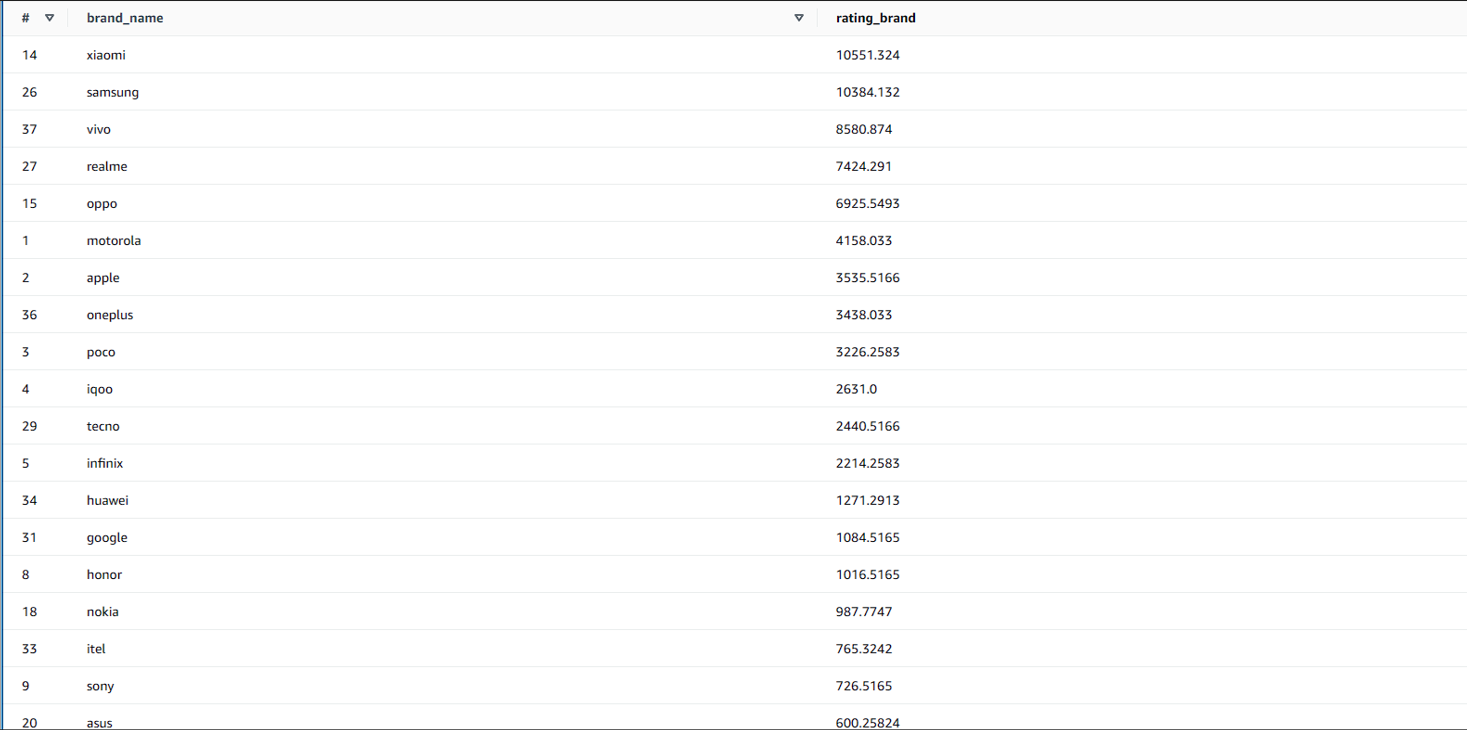 # brand_name rating_brand
14 xiaomi 10551.324
26 samsung 10384.132
37 vivo 8580.874
27 realme 7424.291
15 oppo 6925.5493
1 motorola 4158.033
2 apple 3535.5166
36 oneplus 3438.033
3 poco 3226.2583
4 iqoo 2631.0
29 tecno 2440.5166
5 infinix 2214.2583
34 huawei 1271.2913
31 google 1084.5165
8 honor 1016.5165
18 nokia 987.7747
33 itel 765.3242
9 sony 726.5165
20 asus 600.25824